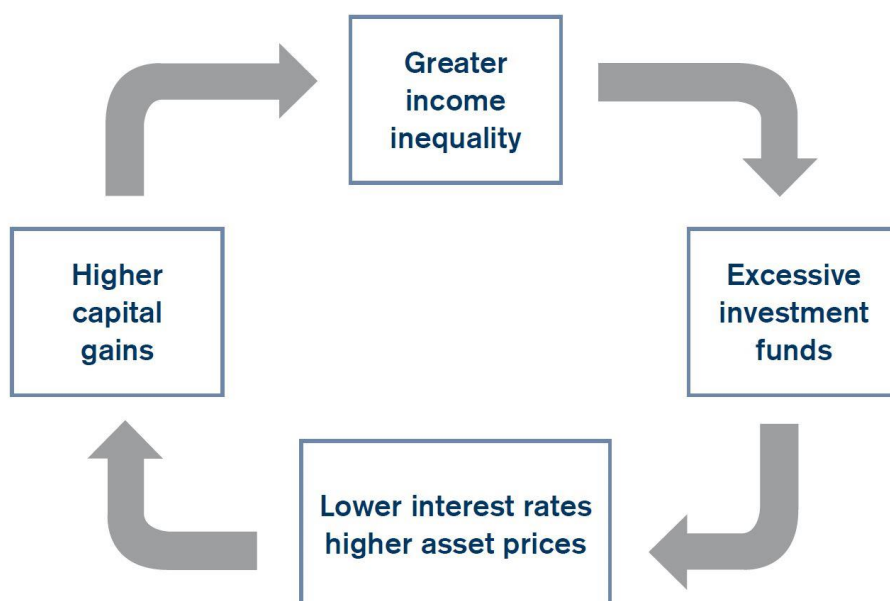 Greater
income
inequality
Higher
capital
gains
Excessive
investment
funds
Lower interest rates
higher asset prices